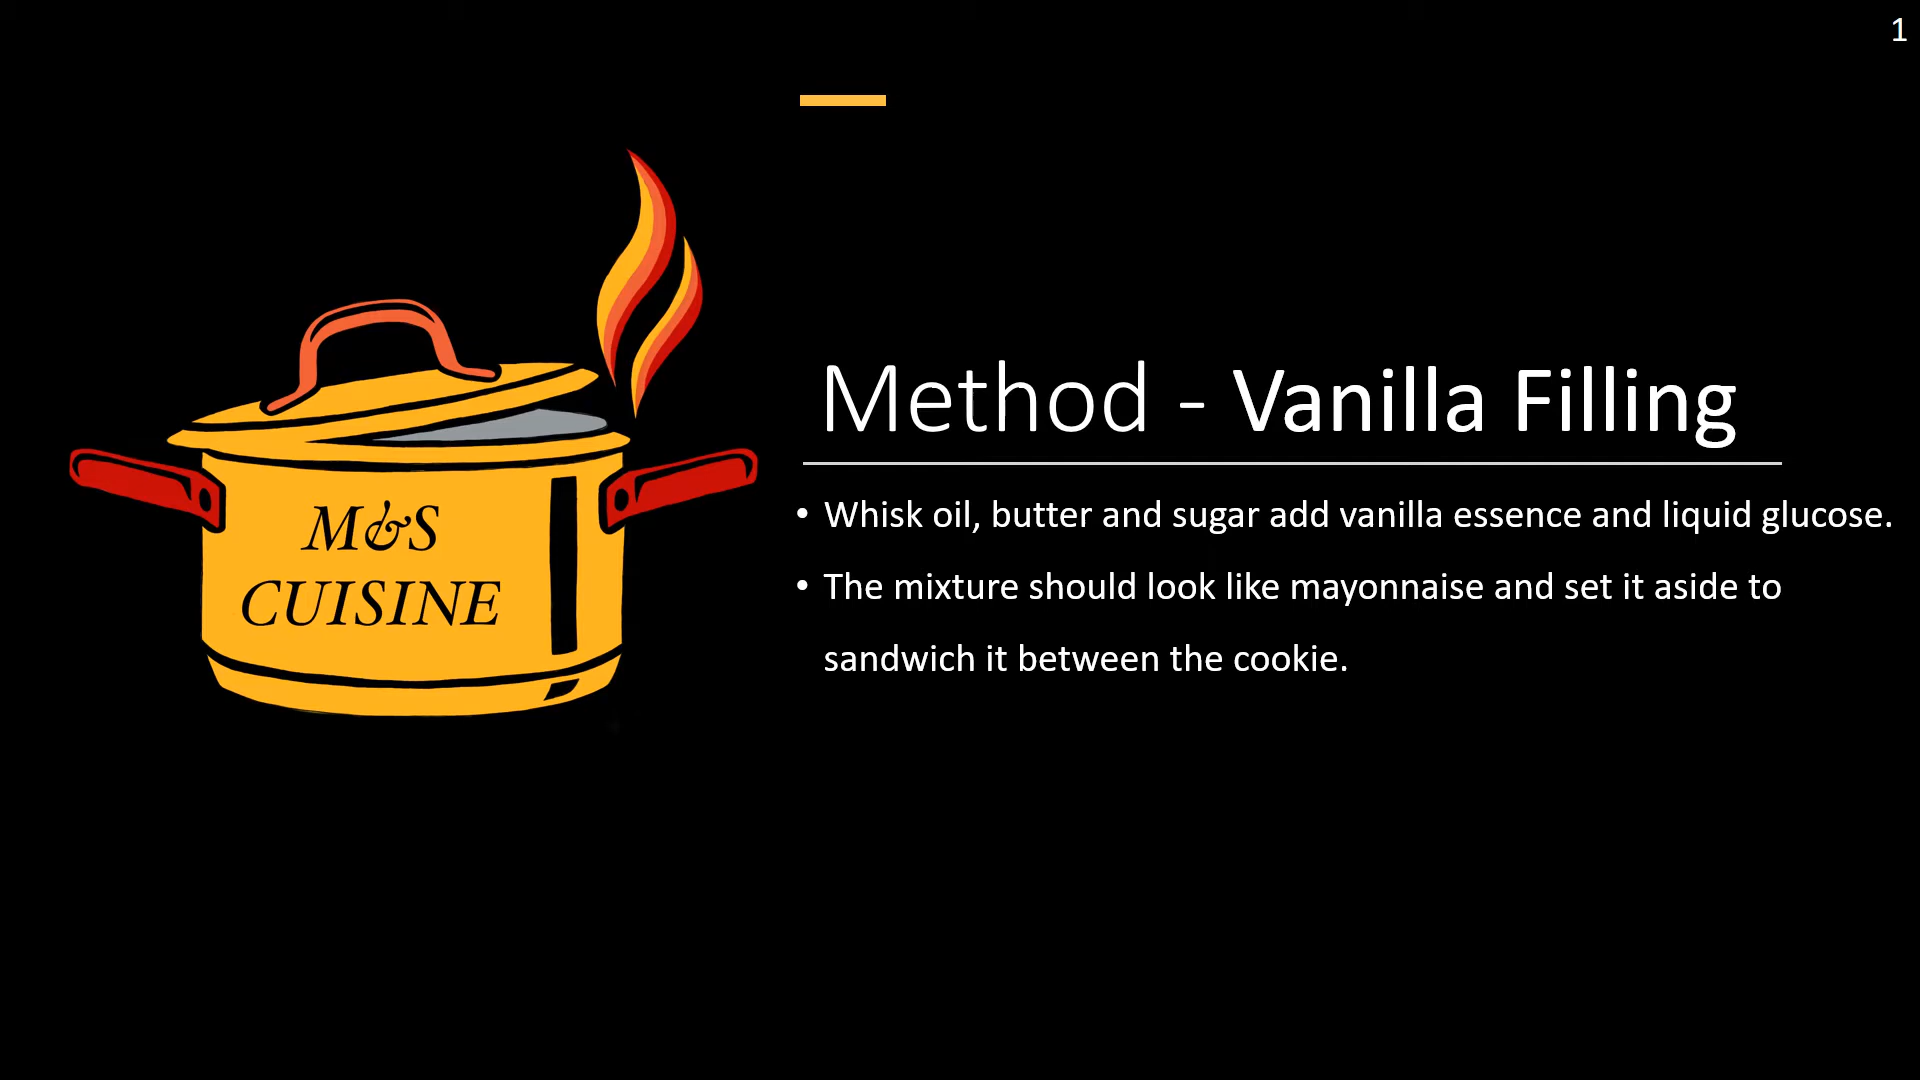 1
M&S
CUISINE
Method - Vanilla Filling
• Whisk oil, butter and sugar add vanilla essence and liquid glucose.
• The mixture should look like mayonnaise and set it aside to
sandwich it between the cookie.